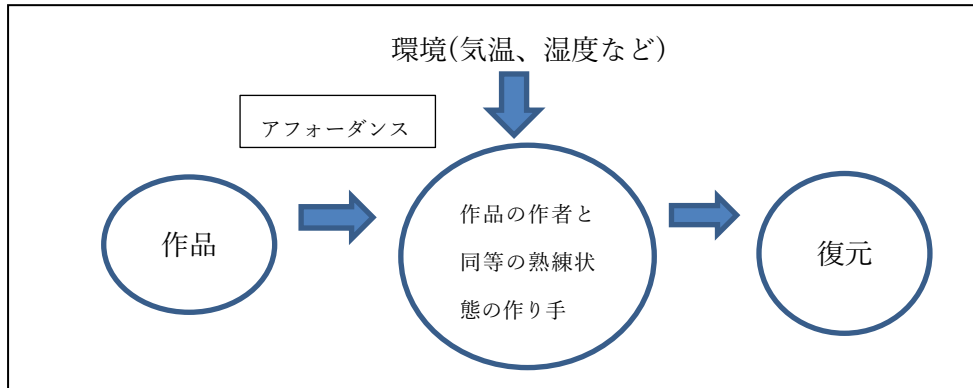 環境(気温、湿度など)
アフォーダンス
作品
作品の作者と
同等の熟練状
態の作り手
復元